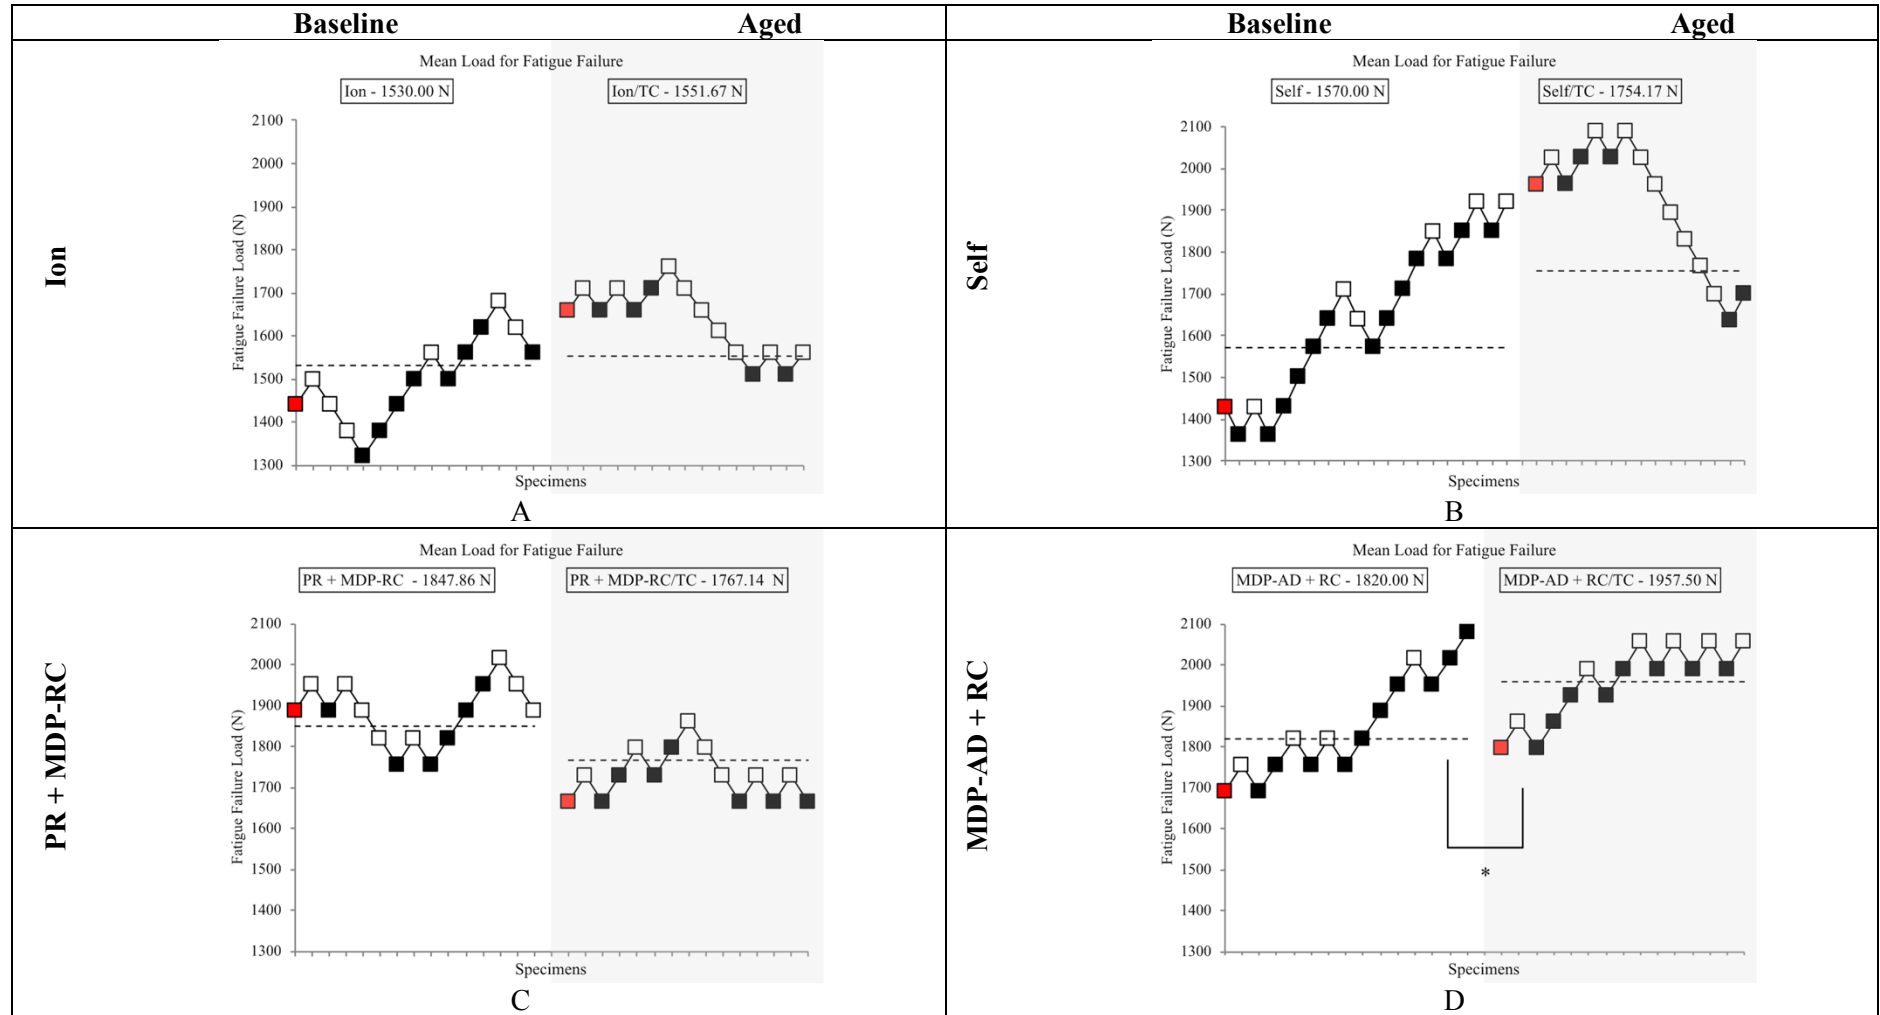 Baseline Aged Baseline Aged
Ion
Mean Load for Fatigue Failure
Ion - 1530.00 N
Ion/TC - 1551.67 N
Fatigue Failure Load (N)
2100
2000
1900
1800
1700
1600
1500
1400
1300
Specimens
A
Self
Mean Load for Fatigue Failure
Self - 1570.00 N
Self/TC - 1754.17 N
Fatigue Failure Load (N)
2100
2000
1900
1800
1700
1600
1500
1400
1300
Specimens
B
PR + MDP-RC
Mean Load for Fatigue Failure
PR + MDP-RC - 1847.86 N
PR + MDP-RC/TC - 1767.14 N
Fatigue Failure Load (N)
2100
2000
1900
1800
1700
1600
1500
1400
1300
Specimens
C
MDP-AD + RC
Mean Load for Fatigue Failure
MDP-AD + RC - 1820.00 N
MDP-AD + RC/TC - 1957.50 N
Fatigue Failure Load (N)
2100
2000
1900
1800
1700
1600
1500
1400
1300
*
Specimens
D